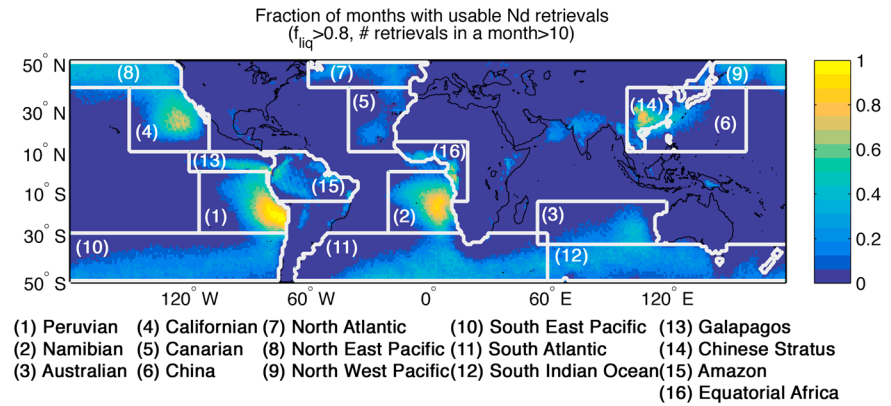 Fraction of months with usable Nd retrievals
(f_liq>0.8, # retrievals in a month>10)
50° N
30° N
10° N
10° S
30° S
50° S
120° W
60° W
0°
60° E
120° E
(8)
(7)
(9)
(5)
(14)
(4)
(6)
(16)
(13)
(15)
(1)
(2)
(3)
(10)
(11)
(12)
1
0.8
0.6
0.4
0.2
0
(1) Peruvian (4) Californian (7) North Atlantic (10) South East Pacific (13) Galapagos
(2) Namibian (5) Canarian (8) North East Pacific (11) South Atlantic (14) Chinese Stratus
(3) Australian (6) China (9) North West Pacific (12) South Indian Ocean (15) Amazon
(16) Equatorial Africa